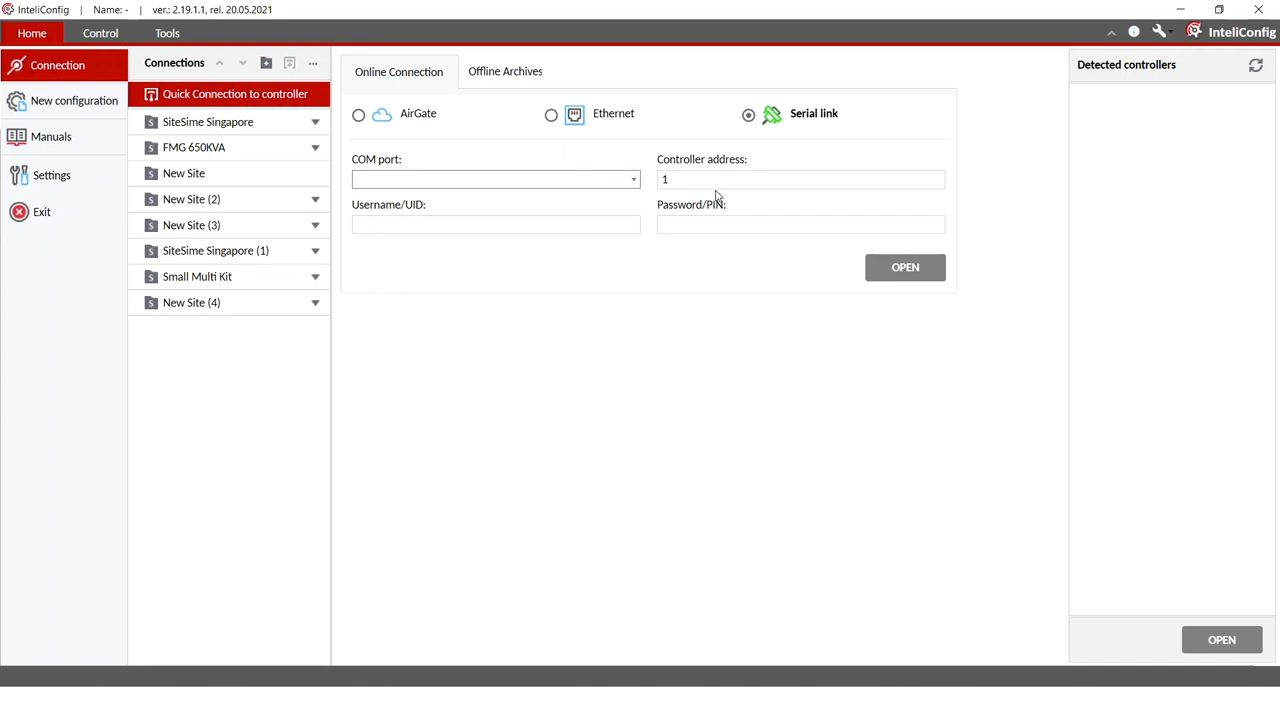 InteliConfig | Name: - | ver.: 2.19.1.1, rel. 20.05.2021
Home Control Tools InteliConfig
Connection
New configuration
Manuals
Settings
Exit
Connections
Quick Connection to controller
SiteSime Singapore
FMG 650KVA
New Site
New Site (2)
New Site (3)
SiteSime Singapore (1)
Small Multi Kit
New Site (4)
Online Connection Offline Archives
AirGate Ethernet Serial link
COM port: Controller address:
1
Username/UID: Password/PIN:
OPEN
Detected controllers
OPEN